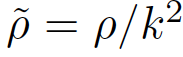 ρ̃ = ρ/k²